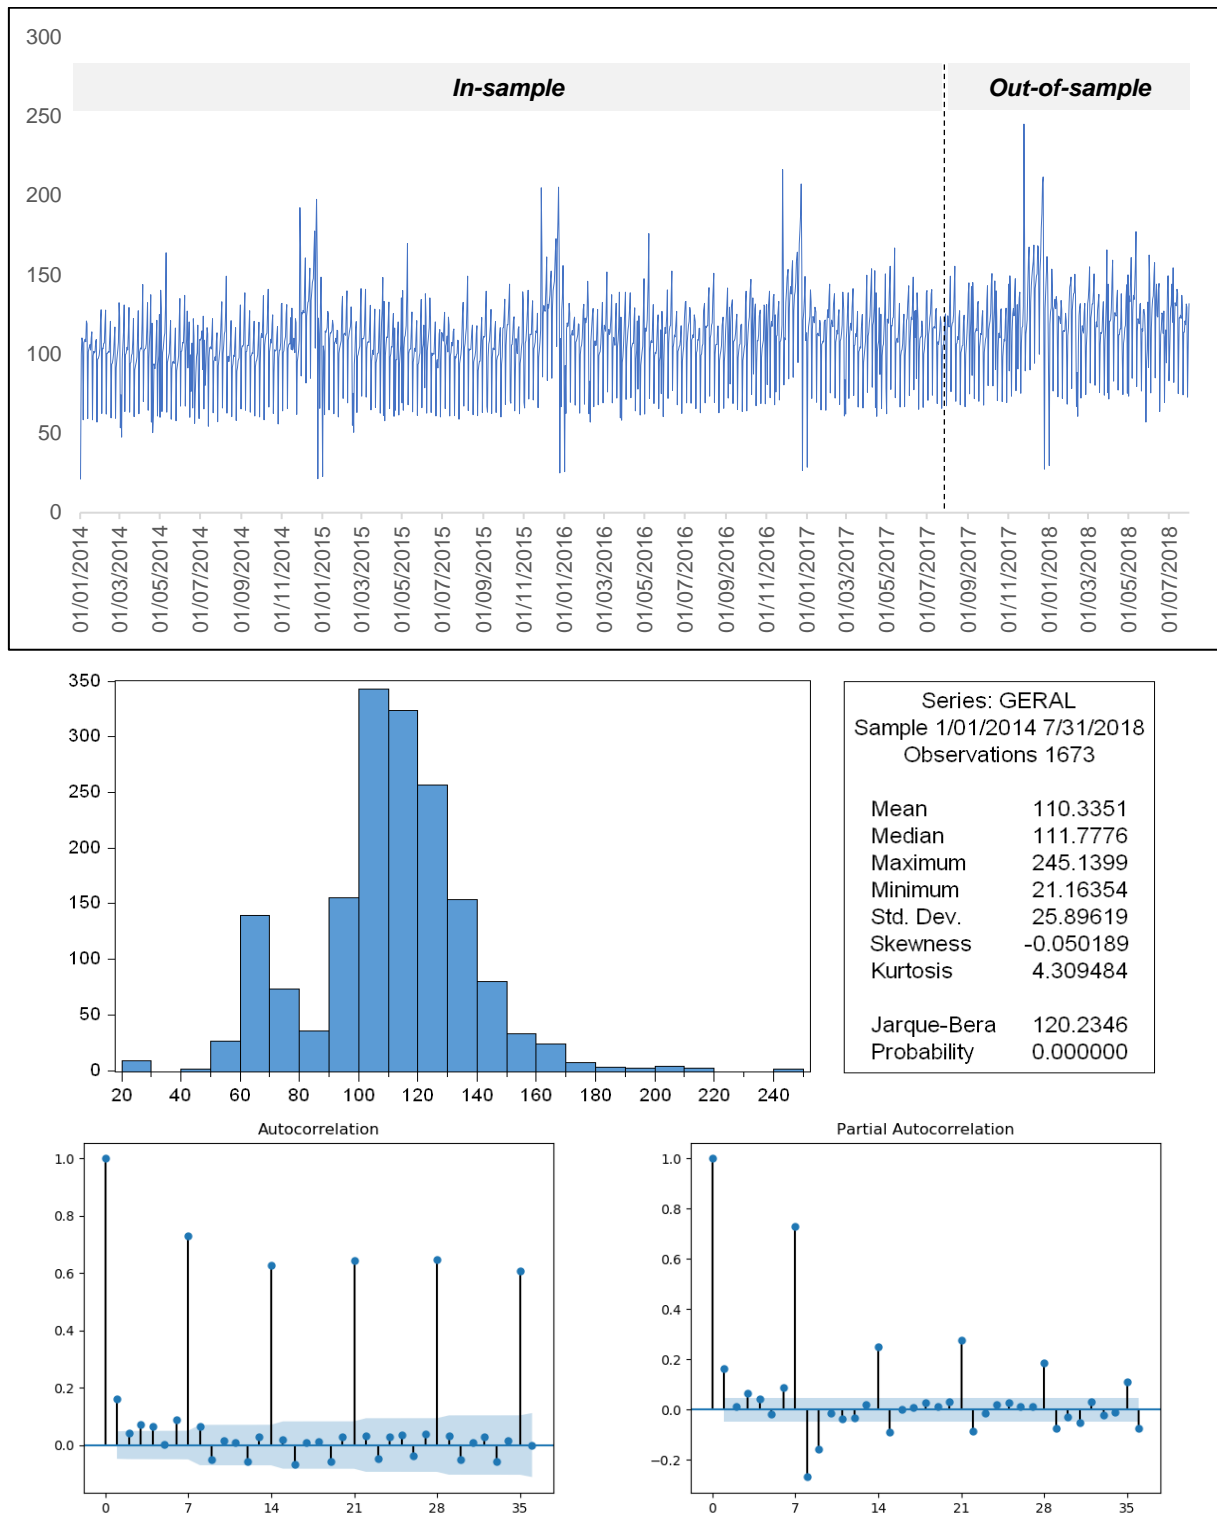 300
In-sample
Out-of-sample
250
200
150
100
50
0
01/01/2014
01/03/2014
01/05/2014
01/07/2014
01/09/2014
01/11/2014
01/01/2015
01/03/2015
01/05/2015
01/07/2015
01/09/2015
01/11/2015
01/01/2016
01/03/2016
01/05/2016
01/07/2016
01/09/2016
01/11/2016
01/01/2017
01/03/2017
01/05/2017
01/07/2017
01/09/2017
01/11/2017
01/01/2018
01/03/2018
01/05/2018
01/07/2018
350
300
250
200
150
100
50
0
20 40 60 80 100 120 140 160 180 200 220 240
Series: GERAL
Sample 1/01/2014 7/31/2018
Observations 1673
Mean 110.3351
Median 111.7776
Maximum 245.1399
Minimum 21.16354
Std. Dev. 25.89619
Skewness -0.050189
Kurtosis 4.309484
Jarque-Bera 120.2346
Probability 0.000000
Autocorrelation
1.0
0.8
0.6
0.4
0.2
0.0
0 7 14 21 28 35
Partial Autocorrelation
1.0
0.8
0.6
0.4
0.2
0.0
−0.2
0 7 14 21 28 35